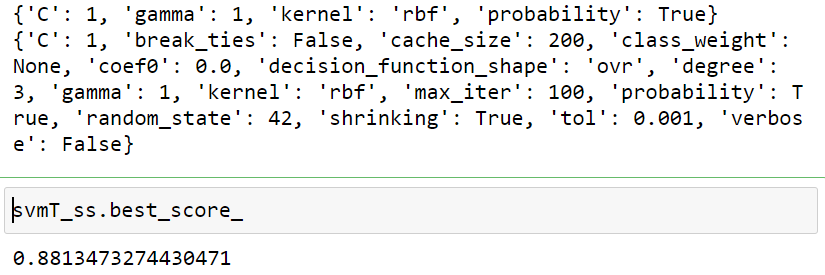 {'C': 1, 'gamma': 1, 'kernel': 'rbf', 'probability': True}
{'C': 1, 'break_ties': False, 'cache_size': 200, 'class_weight':
None, 'coef0': 0.0, 'decision_function_shape': 'ovr', 'degree':
3, 'gamma': 1, 'kernel': 'rbf', 'max_iter': 100, 'probability': T
rue, 'random_state': 42, 'shrinking': True, 'tol': 0.001, 'verbos
e': False}
svmT_ss.best_score_
0.8813473274430471